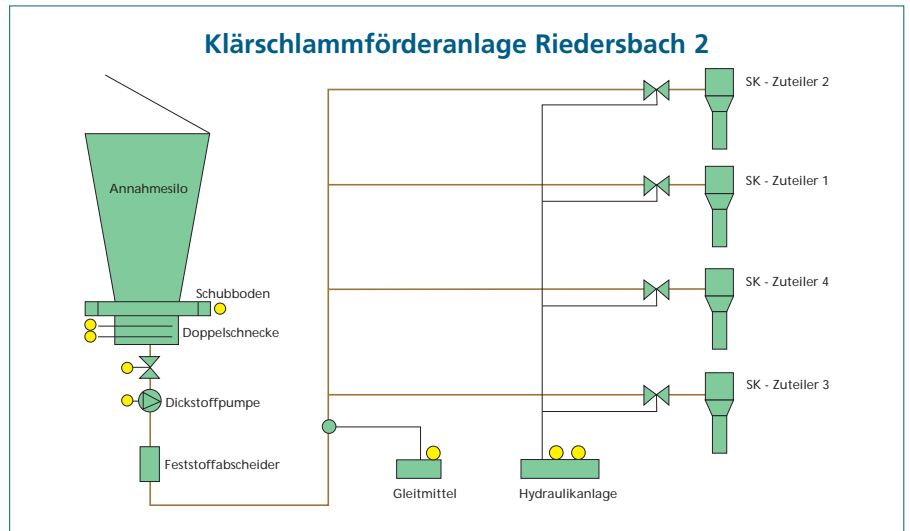 Klärschlammförderanlage Riedersbach 2
SK - Zuteiler 2
Annahmesilo
SK - Zuteiler 1
Schubboden
SK - Zuteiler 4
Doppelschnecke
Dickstoffpumpe
SK - Zuteiler 3
Feststoffabscheider
Gleitmittel
Hydraulikanlage